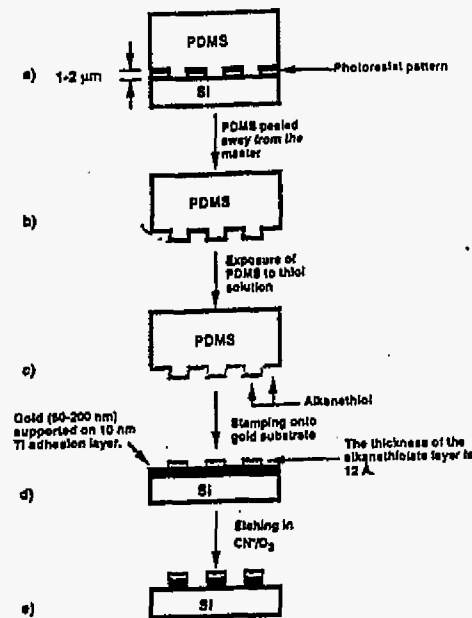 PDMS
a)
1-2 μm
Photoresist pattern
Si
PDMS peeled
away from the
master
b)
PDMS
Exposure of
PDMS to thiol
solution
PDMS
c)
Alkanethiol
Gold (50-200 nm)
supported on 10 nm
Ti adhesion layer.
Stamping onto
gold substrate
The thickness of the
alkanethiolate layer is
12 Å.
d)
Si
Etching in
CN⁻/O₂
e)
Si